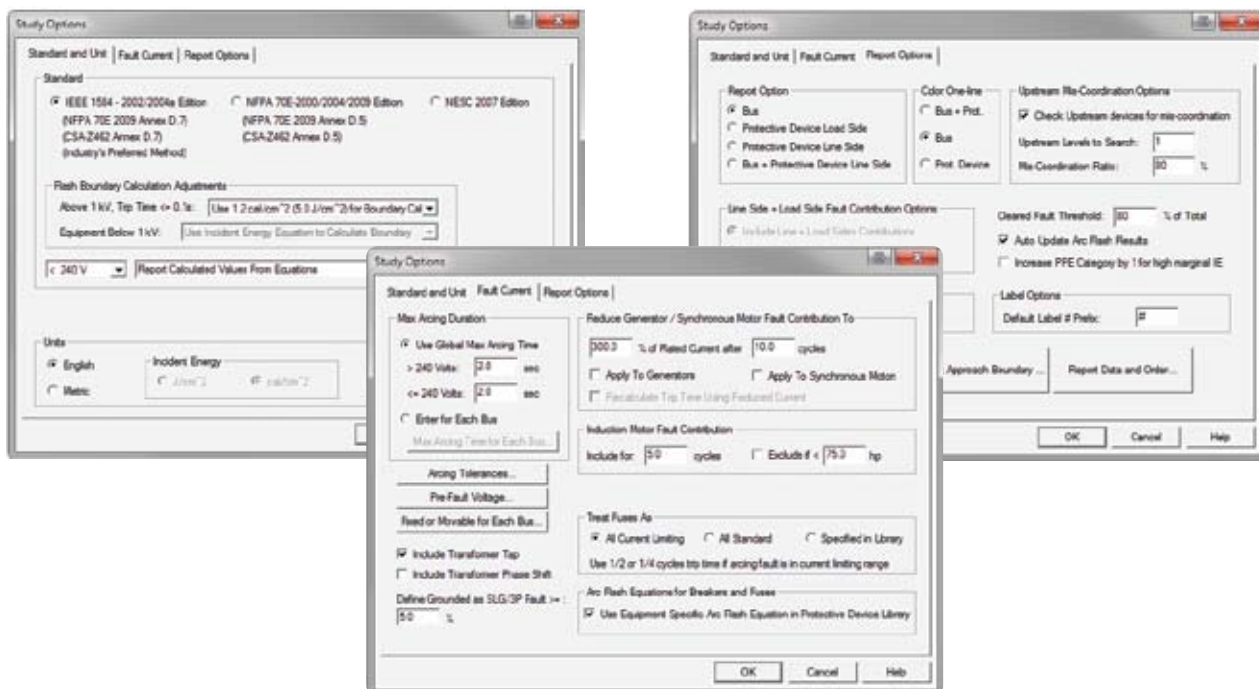 Study Options
Standard and Unit | Fault Current | Report Options
Standard
IEEE 1584 - 2002/2004a Edition
(NFPA 70E 2009 Annex D.7)
(CSA-Z462 Annex D.7)
(Industry's Preferred Method)
NFPA 70E-2000/2004/2009 Edition
(NFPA 70E 2009 Annex D.5)
(CSA-Z462 Annex D.5)
NESC 2007 Edition
Flash Boundary Calculation Adjustments
Above 1 kV, Trip Time <= 0.1s: Use 1.2 cal/cm^2 (5.0 J/cm^2) for Boundary Cal
Equipment Below 1 kV: Use Incident Energy Equation to Calculate Boundary
< 240 V Report Calculated Values From Equations
Units
English
Metric
Incident Energy
J/cm^2 cal/cm^2
Study Options
Standard and Unit | Fault Current | Report Options
Max Arcing Duration
Use Global Max Arcing Time
> 240 Volts: 2.0 sec
<= 240 Volts: 2.0 sec
Enter for Each Bus
Max Arcing Time for Each Bus...
Arcing Tolerances...
Pre-Fault Voltage...
Fixed or Movable for Each Bus...
Include Transformer Tap
Include Transformer Phase Shift
Define Grounded as SLG/3P Fault >= :
5.0 %
Reduce Generator / Synchronous Motor Fault Contribution To
300.0 % of Rated Current after 10.0 cycles
Apply To Generators Apply To Synchronous Motors
Recalculate Trip Time Using Reduced Current
Induction Motor Fault Contribution
Include for: 5.0 cycles Exclude if < hp
Treat Fuses As
All Current Limiting All Standard Specified in Library
Use 1/2 or 1/4 cycles trip time if arcing fault is in current limiting range
Arc Flash Equations for Breakers and Fuses
Use Equipment Specific Arc Flash Equation in Protective Device Library
OK Cancel Help
Study Options
Standard and Unit | Fault Current | Report Options
Report Option
Bus
Protective Device Load Side
Protective Device Line Side
Bus + Protective Device Line Side
Color One-line
Bus + Prot.
Bus
Prot. Device
Upstream Mis-Coordination Options
Check Upstream devices for mis-coordination
Upstream Levels to Search: 1
Mis-Coordination Ratio: 80 %
Line Side + Load Side Fault Contribution Options
Include Line + Load Sides Contributions
Cleared Fault Threshold: 80 % of Total
Auto Update Arc Flash Results
Increase PPE Category by 1 for high marginal IE
Label Options
Default Label # Prefix: #
Approach Boundary ... Report Data and Order...
OK Cancel Help